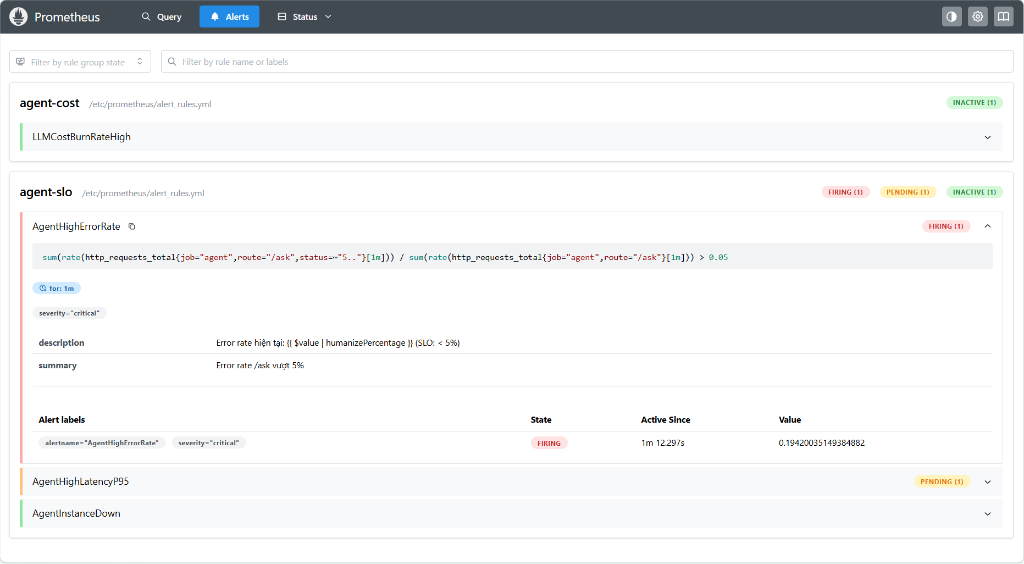 Prometheus Query Alerts Status
Filter by rule group state Filter by rule name or labels
agent-cost /etc/prometheus/alert_rules.yml INACTIVE (1)
LLMCostBurnRateHigh
agent-slo /etc/prometheus/alert_rules.yml FIRING (1) PENDING (1) INACTIVE (1)
AgentHighErrorRate FIRING (1)
sum(rate(http_requests_total{job="agent",route="/ask",status=~"5.."}[1m])) / sum(rate(http_requests_total{job="agent",route="/ask"}[1m])) > 0.05
for: 1m
severity="critical"
description Error rate hiện tại: {{ $value | humanizePercentage }} (SLO: < 5%)
summary Error rate /ask vượt 5%
Alert labels State Active Since Value
alertname="AgentHighErrorRate" severity="critical" FIRING 1m 12.297s 0.19420035149384882
AgentHighLatencyP95 PENDING (1)
AgentInstanceDown